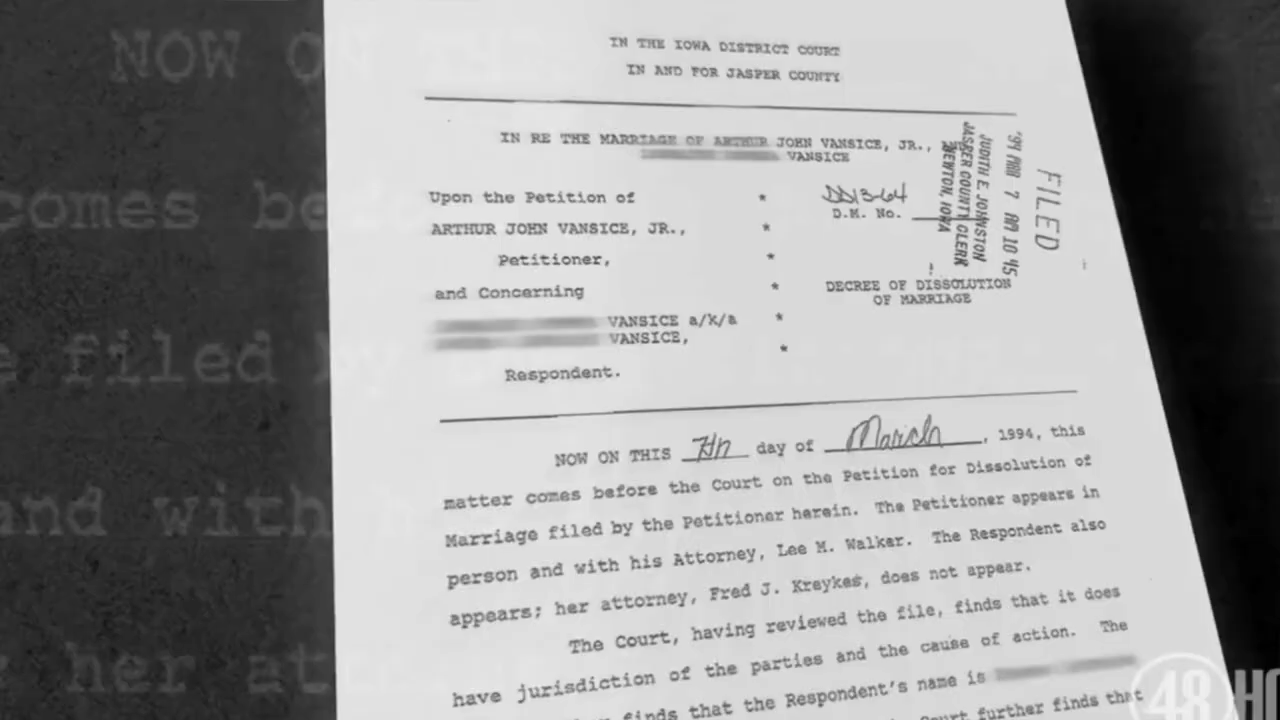 IN THE IOWA DISTRICT COURT
IN AND FOR JASPER COUNTY
IN RE THE MARRIAGE OF ARTHUR JOHN VANSICE, JR.,
VANSICE
Upon the Petition of
ARTHUR JOHN VANSICE, JR.,
Petitioner,
and Concerning
VANSICE a/k/a
VANSICE,
Respondent.
* * * * * *
D.M. No.
DECREE OF DISSOLUTION
OF MARRIAGE
FILED
'94 MAR 7 AM 10 45
JUDITH E. JOHNSTON
JASPER COUNTY CLERK
NEWTON, IOWA
NOW ON THIS 7th day of March, 1994, this
matter comes before the Court on the Petition for Dissolution of
Marriage filed by the Petitioner herein. The Petitioner appears in
person and with his Attorney, Lee M. Walker. The Respondent also
appears; her attorney, Fred J. Kreykes, does not appear.
The Court, having reviewed the file, finds that it does
have jurisdiction of the parties and the cause of action. The
finds that the Respondent's name is
Court further finds that
NOW ON
comes
filed by
and with
her
48